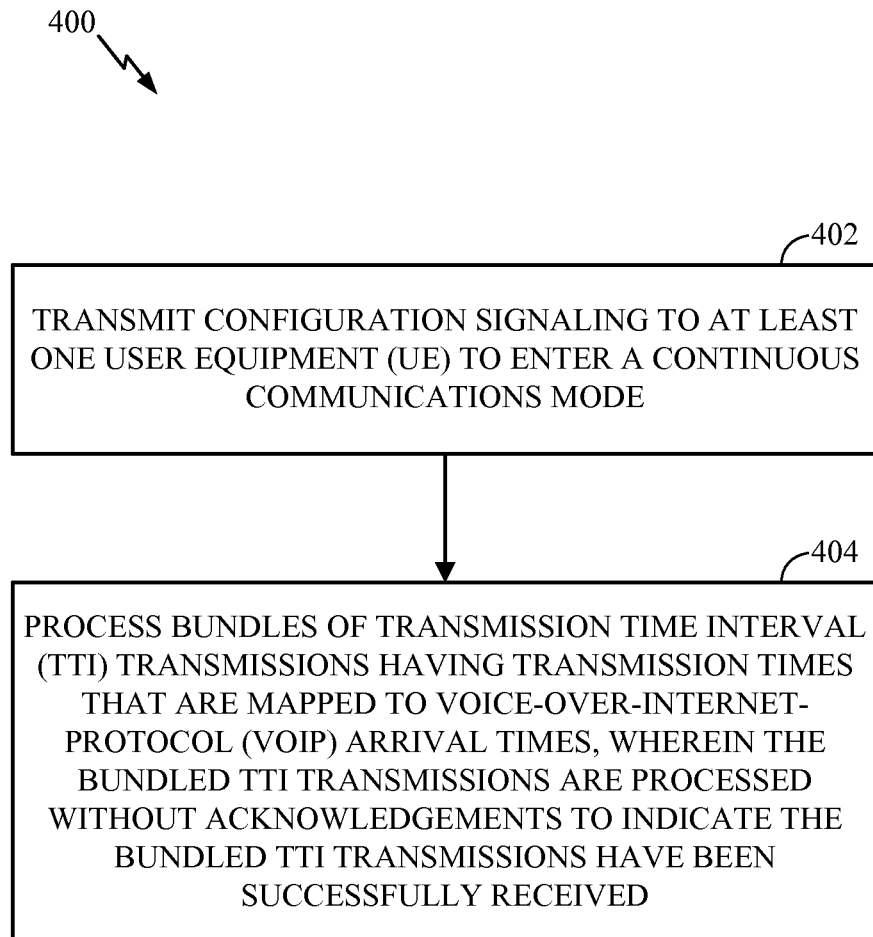 400
402
TRANSMIT CONFIGURATION SIGNALING TO AT LEAST
ONE USER EQUIPMENT (UE) TO ENTER A CONTINUOUS
COMMUNICATIONS MODE
404
PROCESS BUNDLES OF TRANSMISSION TIME INTERVAL
(TTI) TRANSMISSIONS HAVING TRANSMISSION TIMES
THAT ARE MAPPED TO VOICE-OVER-INTERNET-
PROTOCOL (VOIP) ARRIVAL TIMES, WHEREIN THE
BUNDLED TTI TRANSMISSIONS ARE PROCESSED
WITHOUT ACKNOWLEDGEMENTS TO INDICATE THE
BUNDLED TTI TRANSMISSIONS HAVE BEEN
SUCCESSFULLY RECEIVED